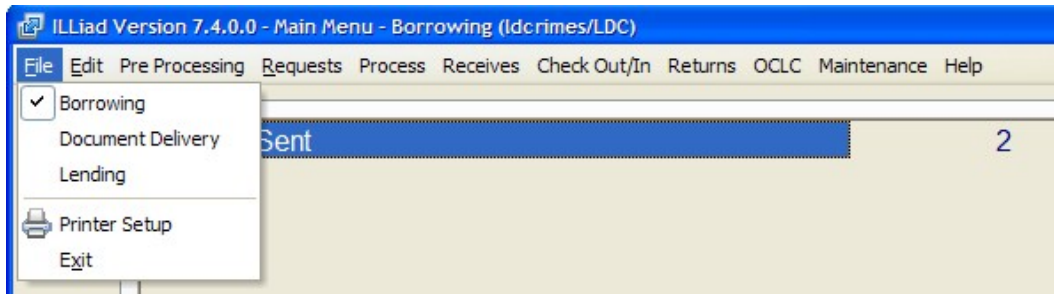 ILLiad Version 7.4.0.0 - Main Menu - Borrowing (ldcrimes/LDC)
File Edit Pre Processing Requests Process Receives Check Out/In Returns OCLC Maintenance Help
Borrowing
Document Delivery
Sent 2
Lending
Printer Setup
Exit